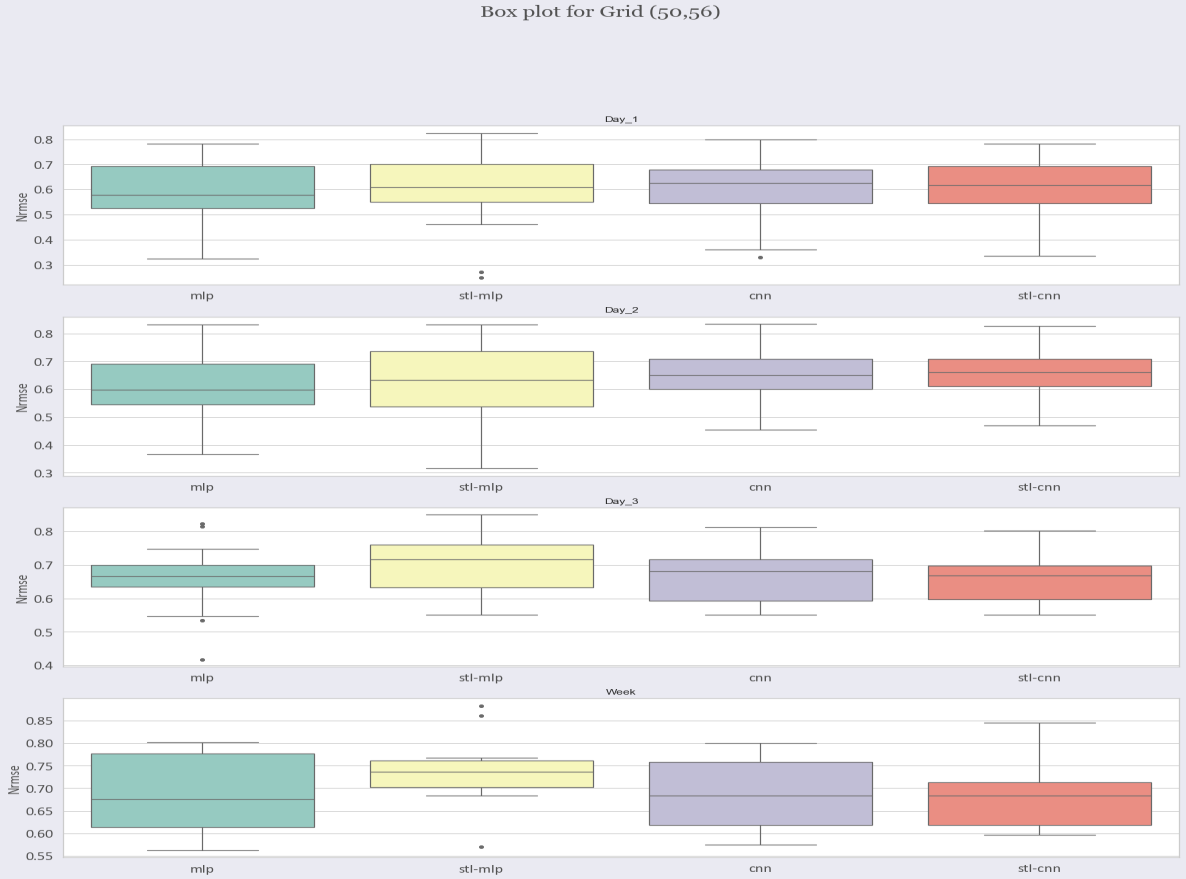 Box plot for Grid (50,56)
Day_1
0.8
0.7
0.6
0.5
0.4
0.3
Nrmse
mlp stl-mlp cnn stl-cnn
Day_2
0.8
0.7
0.6
0.5
0.4
0.3
Nrmse
mlp stl-mlp cnn stl-cnn
Day_3
0.8
0.7
0.6
0.5
0.4
Nrmse
mlp stl-mlp cnn stl-cnn
Week
0.85
0.80
0.75
0.70
0.65
0.60
0.55
Nrmse
mlp stl-mlp cnn stl-cnn